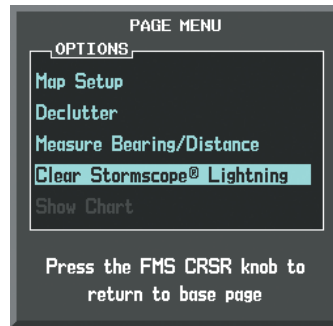 PAGE MENU
OPTIONS
Map Setup
Declutter
Measure Bearing/Distance
Clear Stormscope® Lightning
Show Chart
Press the FMS CRSR knob to
return to base page